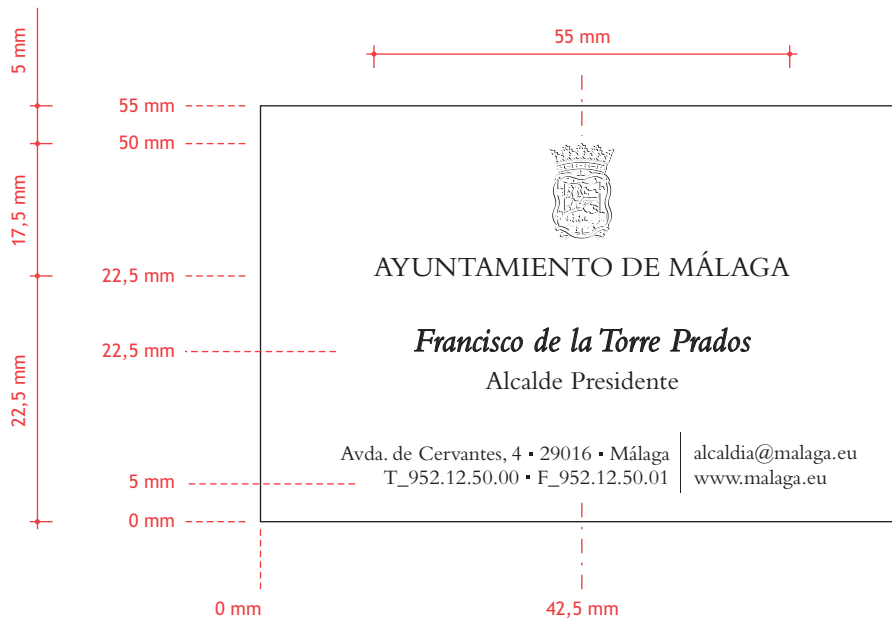 55 mm
5 mm
55 mm
50 mm
17,5 mm
22,5 mm
22,5 mm
22,5 mm
5 mm
0 mm
AYUNTAMIENTO DE MÁLAGA
Francisco de la Torre Prados
Alcalde Presidente
Avda. de Cervantes, 4 ▪ 29016 ▪ Málaga
T_952.12.50.00 ▪ F_952.12.50.01
alcaldia@malaga.eu
www.malaga.eu
0 mm
42,5 mm